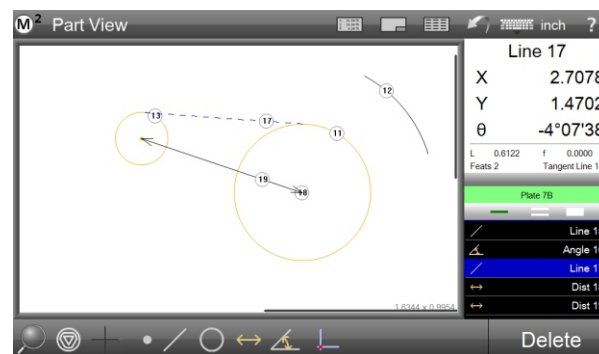 M² Part View inch ?
Line 17
X 2.7078
Y 1.4702
θ -4°07'38
L 0.6122 f 0.0000
Feats 2 Tangent Line 1
Plate 7B
Line 1
Angle 1
Line 1
Dist 1
Dist 1
12
13
17
11
19
18
1.6344 x 0.9954
Delete